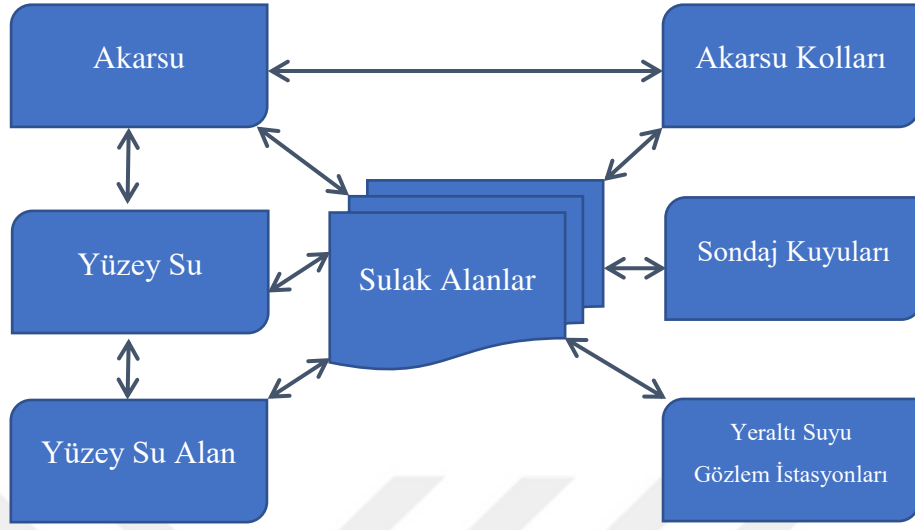 Akarsu
Akarsu Kolları
Yüzey Su
Sulak Alanlar
Sondaj Kuyuları
Yüzey Su Alan
Yeraltı Suyu
Gözlem İstasyonları